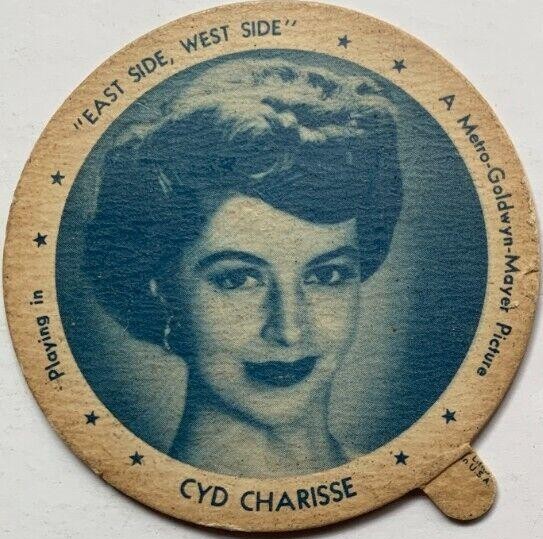 Playing in
"EAST SIDE, WEST SIDE"
A Metro-Goldwyn-Mayer Picture
CYD CHARISSE
U.S.A.